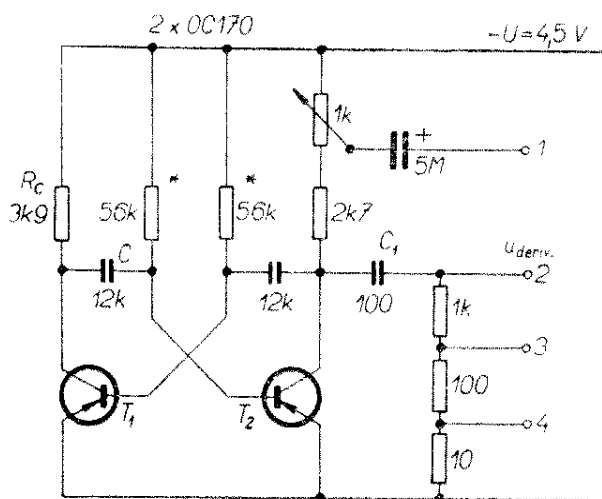 2 x OC170
-U=4,5 V
1k
+
5M
1
Rc
3k9
*
56k
*
56k
2k7
C
12k
12k
C1
100
u deriv.
2
1k
3
100
4
10
T1
T2